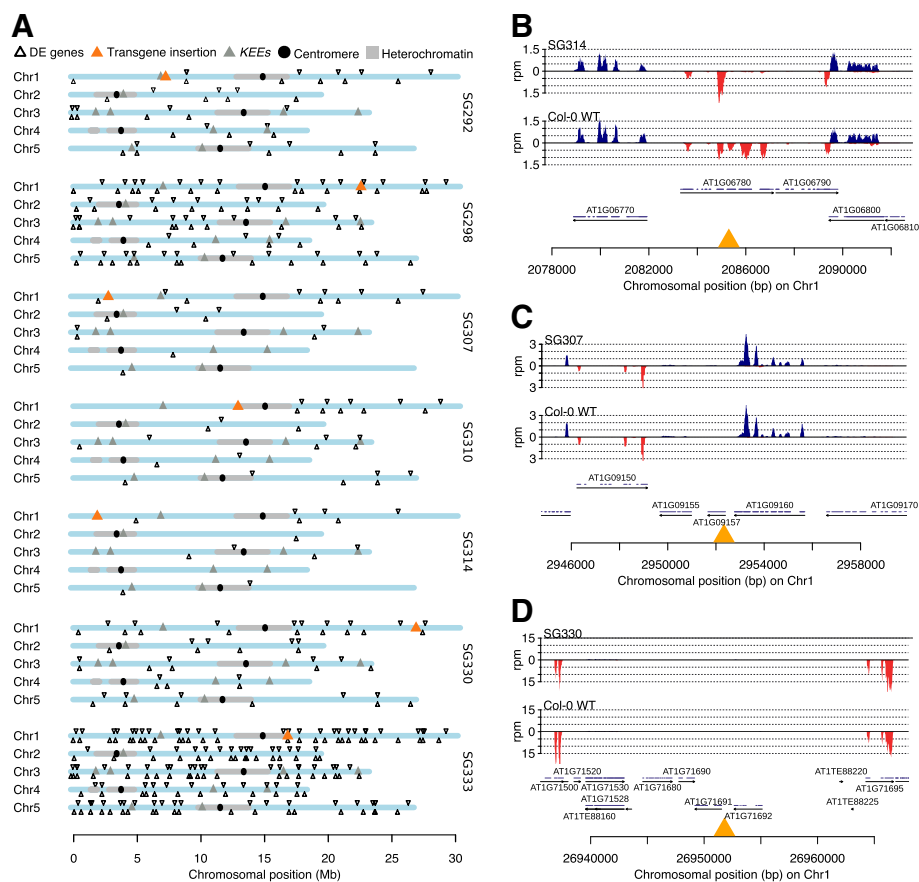 A
DE genes Transgene insertion KEEs Centromere Heterochromatin
Chr1
Chr2
Chr3
Chr4
Chr5
SG292
Chr1
Chr2
Chr3
Chr4
Chr5
SG298
Chr1
Chr2
Chr3
Chr4
Chr5
SG307
Chr1
Chr2
Chr3
Chr4
Chr5
SG310
Chr1
Chr2
Chr3
Chr4
Chr5
SG314
Chr1
Chr2
Chr3
Chr4
Chr5
SG330
Chr1
Chr2
Chr3
Chr4
Chr5
SG333
0 5 10 15 20 25 30
Chromosomal position (Mb)
B
SG314
1.5
0
1.5
rpm
Col-0 WT
1.5
0
1.5
rpm
AT1G06780 AT1G06790
AT1G06770 AT1G06800
AT1G06810
2078000 2082000 2086000 2090000
Chromosomal position (bp) on Chr1
C
SG307
3
0
3
rpm
Col-0 WT
3
0
3
rpm
AT1G09150
AT1G09155 AT1G09160 AT1G09170
AT1G09157
2946000 2950000 2954000 2958000
Chromosomal position (bp) on Chr1
D
SG330
15
0
15
rpm
Col-0 WT
15
0
15
rpm
AT1G71520 AT1G71690 AT1TE88220
AT1G71500 AT1G71530 AT1G71680 AT1G71695
AT1G71528 AT1G71691 AT1TE88225
AT1TE88160 AT1G71692
26940000 26950000 26960000
Chromosomal position (bp) on Chr1